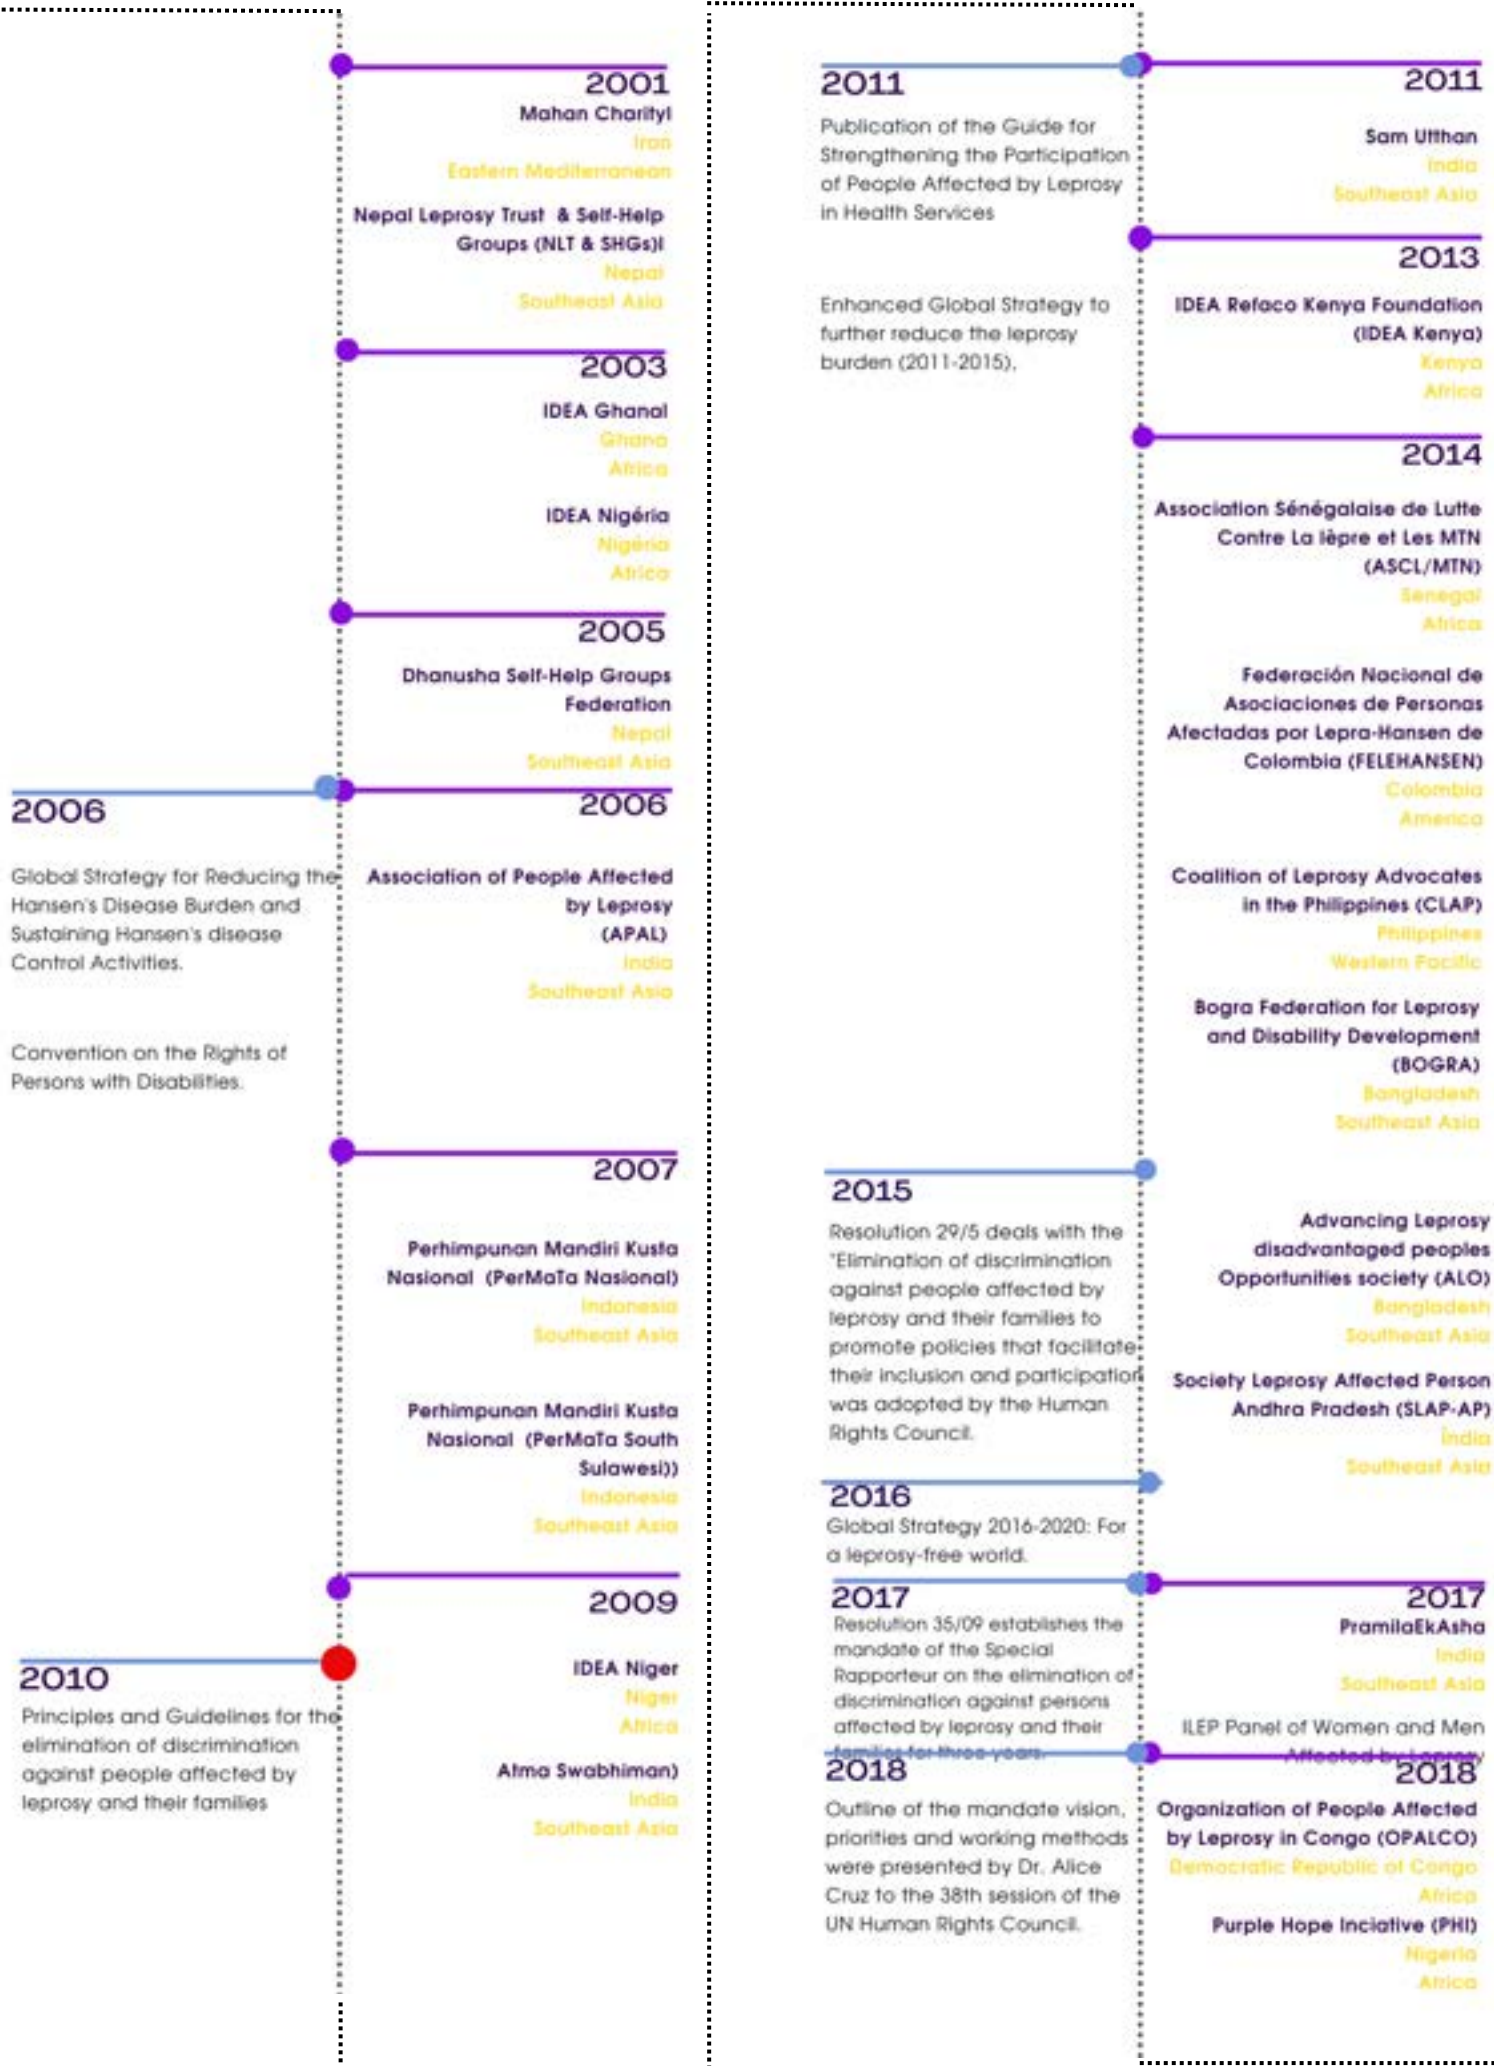 2001
Mahan Charityl
Iran
Eastern Mediterranean
Nepal Leprosy Trust & Self-Help
Groups (NLT & SHGs)l
Nepal
Southeast Asia
2003
IDEA Ghanal
Ghana
Africa
IDEA Nigéria
Nigéria
Africa
2005
Dhanusha Self-Help Groups
Federation
Nepal
Southeast Asia
2006
Global Strategy for Reducing the
Hansen's Disease Burden and
Sustaining Hansen's disease
Control Activities.
Convention on the Rights of
Persons with Disabilities.
2006
Association of People Affected
by Leprosy
(APAL)
India
Southeast Asia
2007
Perhimpunan Mandiri Kusta
Nasional (PerMaTa Nasional)
Indonesia
Southeast Asia
Perhimpunan Mandiri Kusta
Nasional (PerMaTa South
Sulawesi))
Indonesia
Southeast Asia
2009
IDEA Niger
Niger
Africa
Atma Swabhiman)
India
Southeast Asia
2010
Principles and Guidelines for the
elimination of discrimination
against people affected by
leprosy and their families
2011
Publication of the Guide for
Strengthening the Participation
of People Affected by Leprosy
in Health Services
Enhanced Global Strategy to
further reduce the leprosy
burden (2011-2015),
2011
Sam Utthan
India
Southeast Asia
2013
IDEA Refaco Kenya Foundation
(IDEA Kenya)
Kenya
Africa
2014
Association Sénégalaise de Lutte
Contre La lèpre et Les MTN
(ASCL/MTN)
Senegal
Africa
Federación Nacional de
Asociaciones de Personas
Afectadas por Lepra-Hansen de
Colombia (FELEHANSEN)
Colombia
America
Coalition of Leprosy Advocates
in the Philippines (CLAP)
Philippines
Western Pacific
Bogra Federation for Leprosy
and Disability Development
(BOGRA)
Bangladesh
Southeast Asia
2015
Resolution 29/5 deals with the
"Elimination of discrimination
against people affected by
leprosy and their families to
promote policies that facilitate
their inclusion and participation
was adopted by the Human
Rights Council.
Advancing Leprosy
disadvantaged peoples
Opportunities society (ALO)
Bangladesh
Southeast Asia
Society Leprosy Affected Person
Andhra Pradesh (SLAP-AP)
Índia
Southeast Asia
2016
Global Strategy 2016-2020: For
a leprosy-free world.
2017
Resolution 35/09 establishes the
mandate of the Special
Rapporteur on the elimination of
discrimination against persons
affected by leprosy and their
families for three years.
2017
PramilaEkAsha
India
Southeast Asia
ILEP Panel of Women and Men
Affected by Leprosy
2018
Outline of the mandate vision,
priorities and working methods
were presented by Dr. Alice
Cruz to the 38th session of the
UN Human Rights Council.
2018
Organization of People Affected
by Leprosy in Congo (OPALCO)
Democratic Republic of Congo
Africa
Purple Hope Inciative (PHI)
Nigeria
Africa